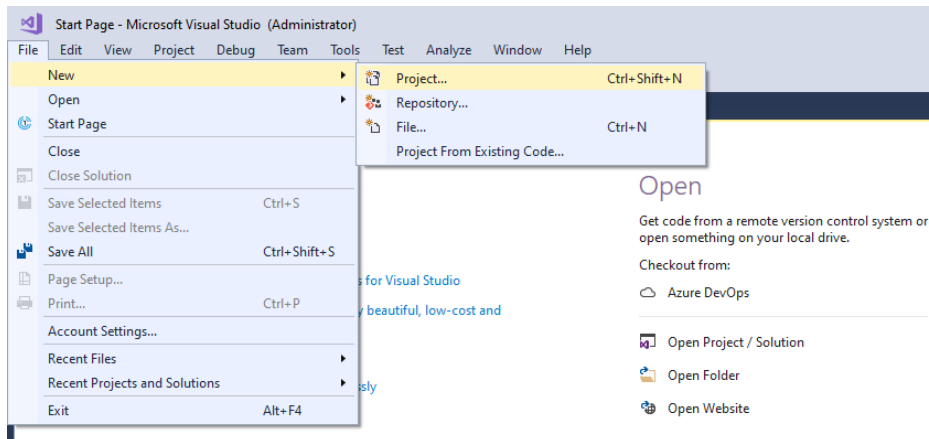 Start Page - Microsoft Visual Studio (Administrator)
File Edit View Project Debug Team Tools Test Analyze Window Help
New
Open
Start Page
Close
Close Solution
Save Selected Items Ctrl+S
Save Selected Items As...
Save All Ctrl+Shift+S
Page Setup...
Print... Ctrl+P
Account Settings...
Recent Files
Recent Projects and Solutions
Exit Alt+F4
Project... Ctrl+Shift+N
Repository...
File... Ctrl+N
Project From Existing Code...
for Visual Studio
beautiful, low-cost and
Open
Get code from a remote version control system or
open something on your local drive.
Checkout from:
Azure DevOps
Open Project / Solution
Open Folder
Open Website